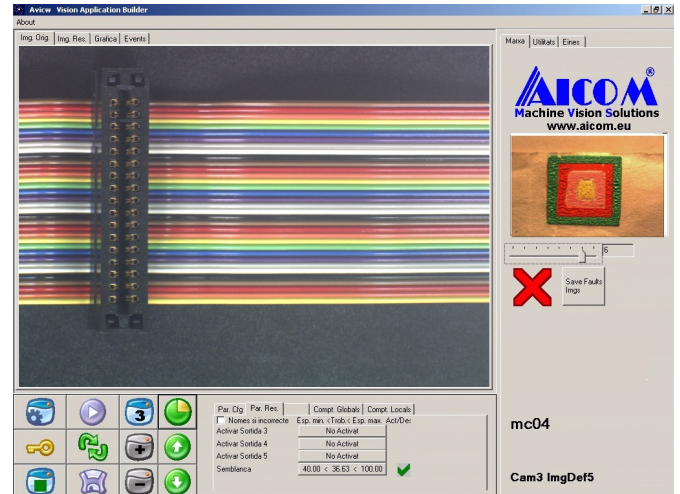 Avicw Vision Application Builder
About
Img. Orig. Img. Res. Grafica Events
Marxa Utilitats Eines
AICOM ®
Machine Vision Solutions
www.aicom.eu
6
Save Faults
Imgs
3
Par. Cfg Par. Res. Compt. Globals Compt. Locals
Nomes si incorrecte Esp. min. <Trob.< Esp. max. Act/Des
Activar Sortida 3 No Activat
Activar Sortida 4 No Activat
Activar Sortida 5 No Activat
Semblanca 40.00 < 36.63 < 100.00
mc04
Cam3 ImgDef5